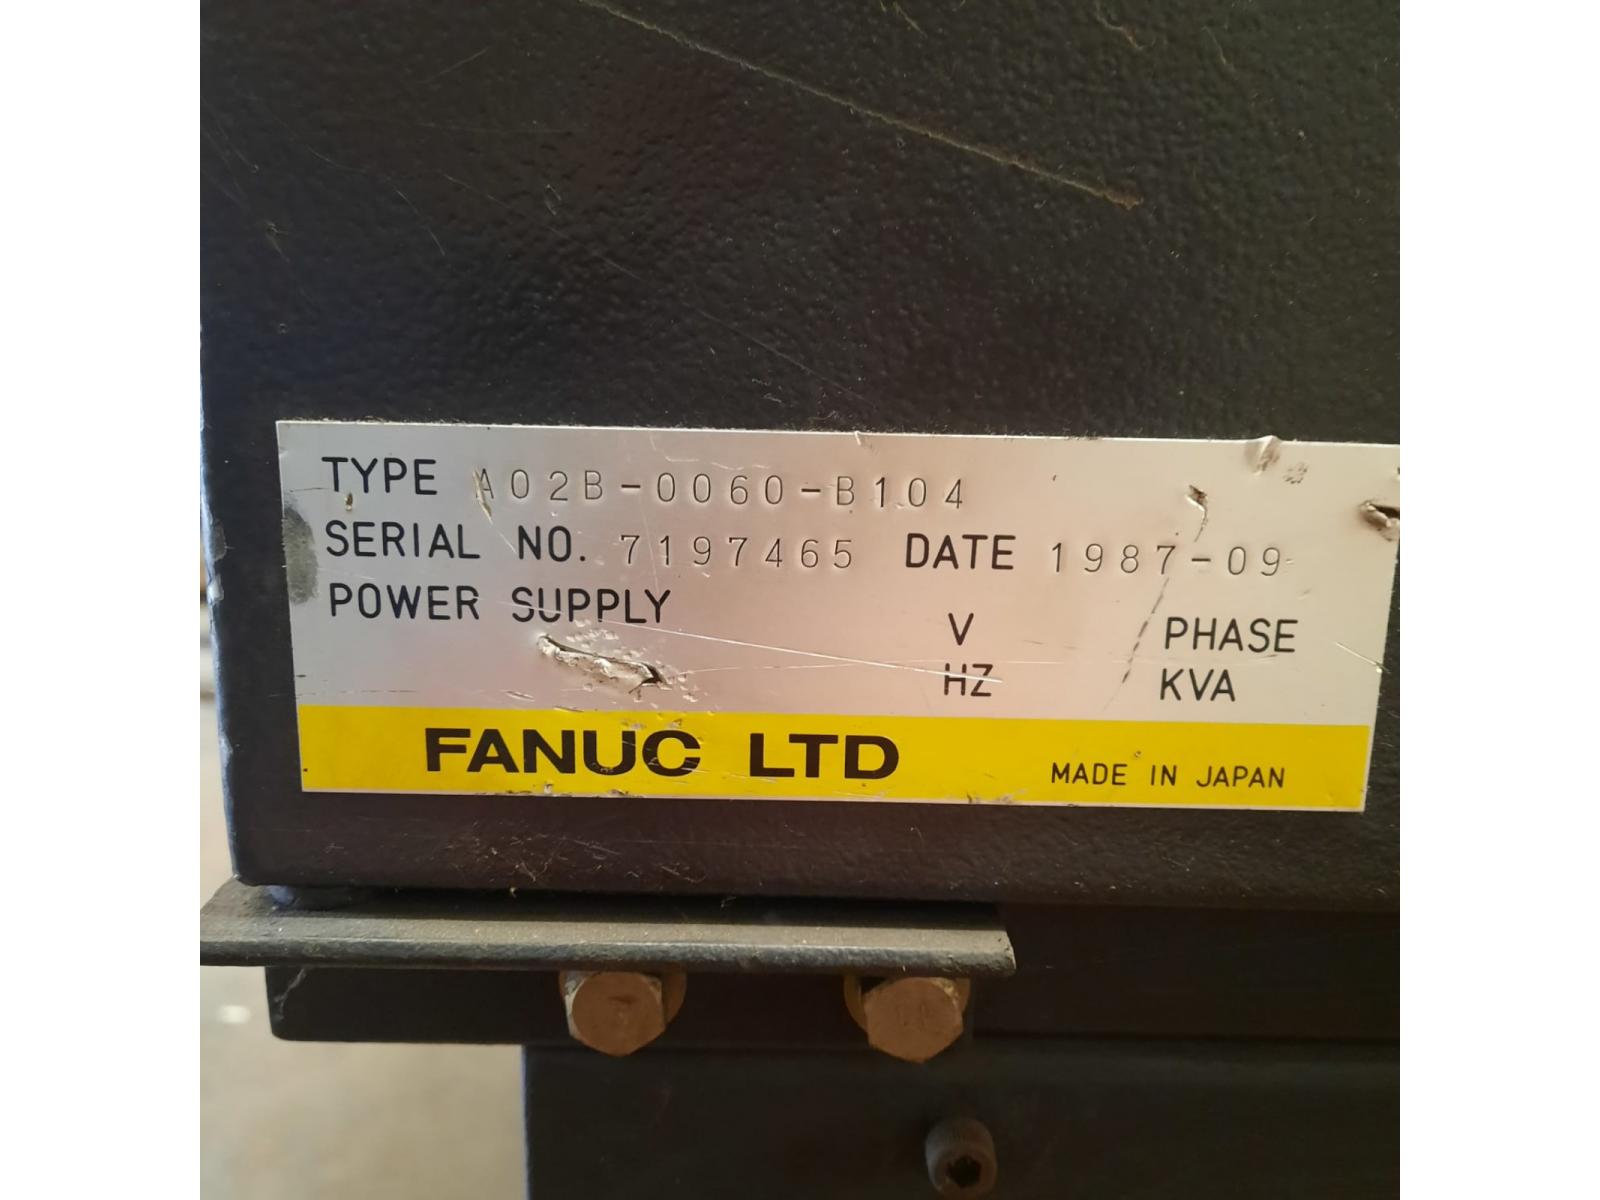 TYPE A02B-0060-B104
SERIAL NO. 7197465 DATE 1987-09
POWER SUPPLY V PHASE
HZ KVA
FANUC LTD MADE IN JAPAN